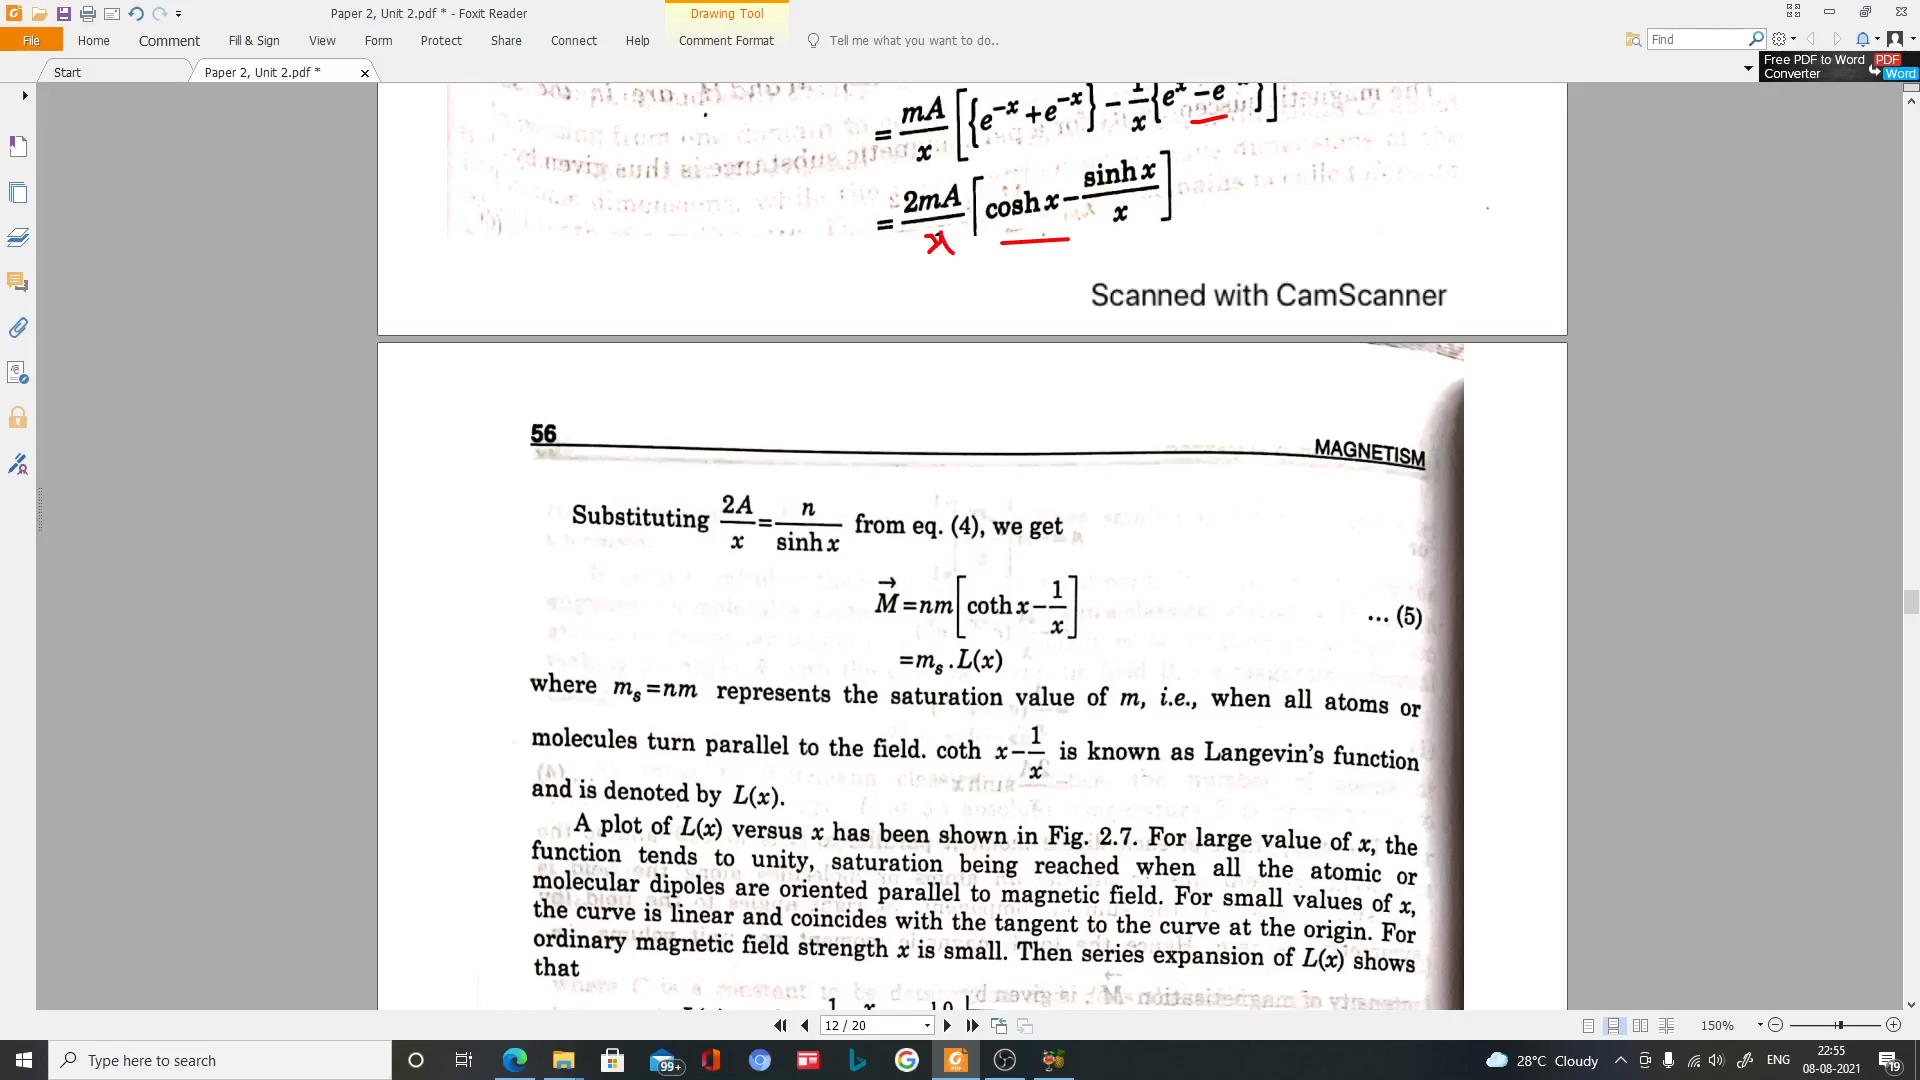 Paper 2, Unit 2.pdf * - Foxit Reader
Drawing Tool
File Home Comment Fill & Sign View Form Protect Share Connect Help Comment Format Tell me what you want to do.. Find
Start Paper 2, Unit 2.pdf * Free PDF to Word Converter PDF Word
= mA/x [{e^-x + e^-x} - 1/x {e^x - e
= 2mA/x [cosh x - sinh x/x]
Scanned with CamScanner
56 MAGNETISM
Substituting 2A/x = n/sinh x from eq. (4), we get
M⃗ = nm [coth x - 1/x] ... (5)
= mₛ . L(x)
where mₛ = nm represents the saturation value of m, i.e., when all atoms or
molecules turn parallel to the field. coth x - 1/x is known as Langevin's function
and is denoted by L(x).
A plot of L(x) versus x has been shown in Fig. 2.7. For large value of x, the
function tends to unity, saturation being reached when all the atomic or
molecular dipoles are oriented parallel to magnetic field. For small values of x,
the curve is linear and coincides with the tangent to the curve at the origin. For
ordinary magnetic field strength x is small. Then series expansion of L(x) shows
that
12 / 20 150%
Type here to search 99+ 28°C Cloudy ENG 22:55
08-08-2021 19